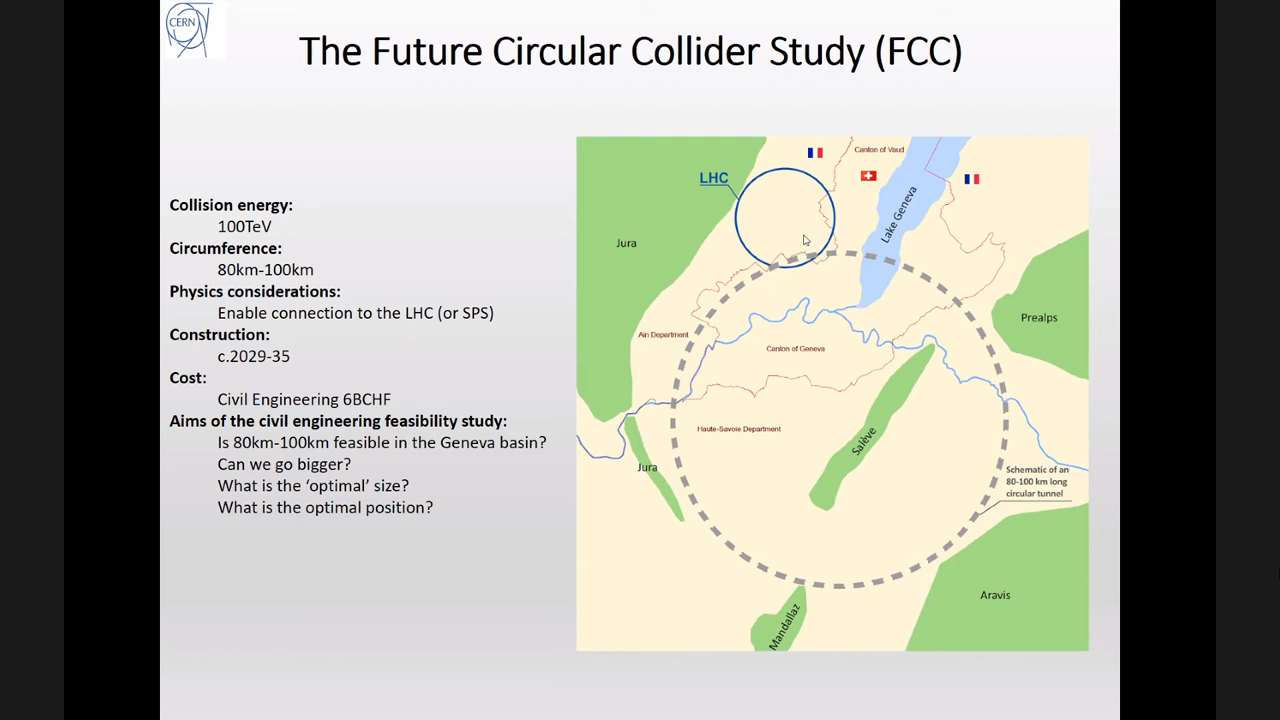 CERN
The Future Circular Collider Study (FCC)
Collision energy:
100TeV
Circumference:
80km-100km
Physics considerations:
Enable connection to the LHC (or SPS)
Construction:
c.2029-35
Cost:
Civil Engineering 6BCHF
Aims of the civil engineering feasibility study:
Is 80km-100km feasible in the Geneva basin?
Can we go bigger?
What is the ‘optimal’ size?
What is the optimal position?
Canton of Vaud
LHC
Lake Geneva
Jura
Prealps
Ain Department
Canton of Geneva
Haute-Savoie Department
Salève
Jura
Schematic of an
80-100 km long
circular tunnel
Aravis
Mandallaz